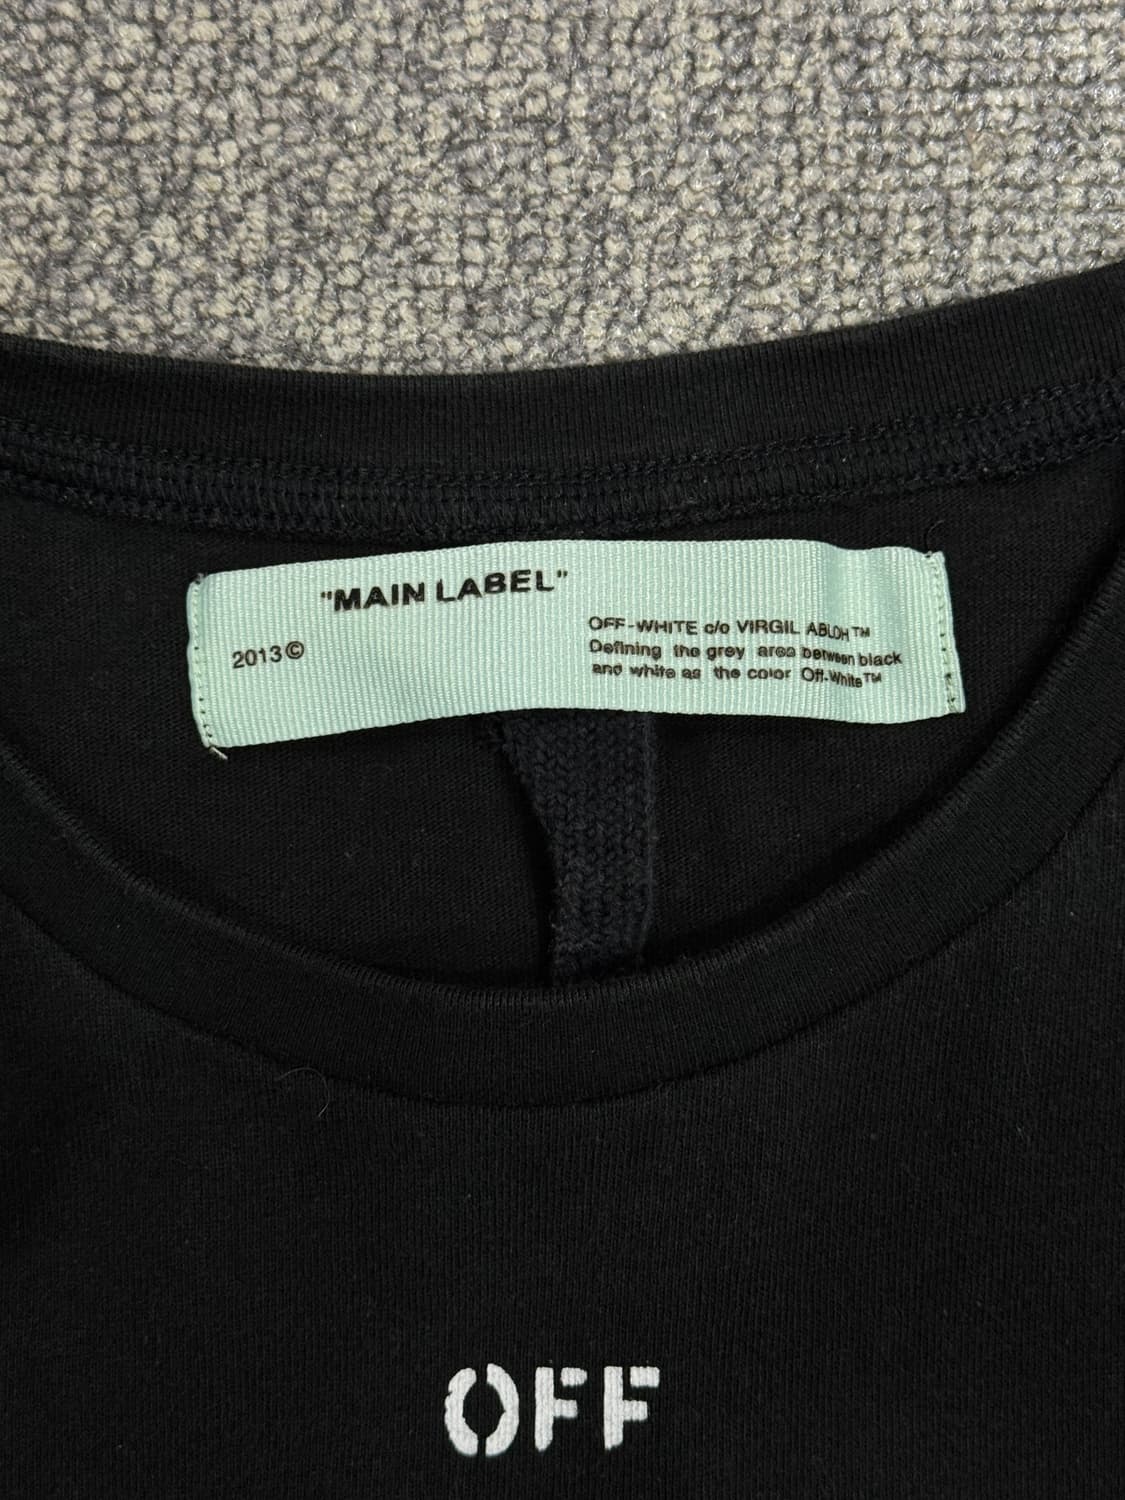 "MAIN LABEL"
2013©
OFF-WHITE c/o VIRGIL ABLOH™
Defining the grey area between black
and white as the color Off-White™
OFF